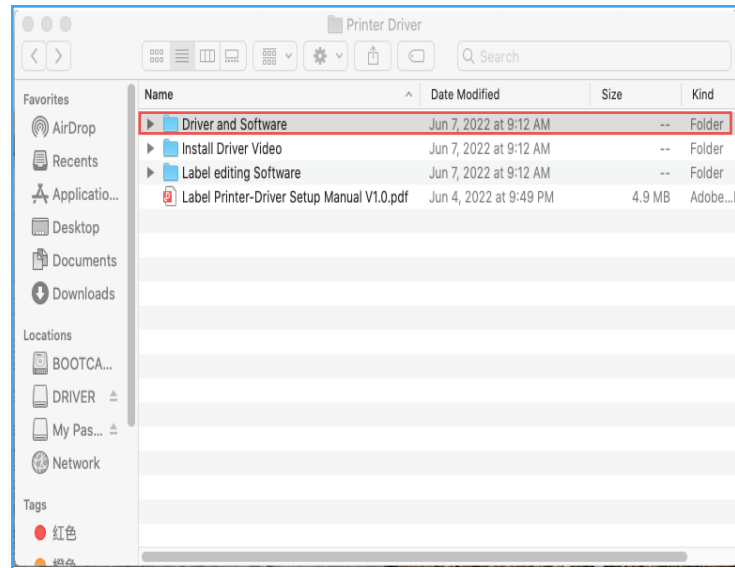 Printer Driver
Search
Favorites
AirDrop
Recents
Applicatio...
Desktop
Documents
Downloads
Locations
BOOTCA...
DRIVER
My Pas...
Network
Tags
红色
橙色
Name Date Modified Size Kind
Driver and Software Jun 7, 2022 at 9:12 AM -- Folder
Install Driver Video Jun 7, 2022 at 9:12 AM -- Folder
Label editing Software Jun 7, 2022 at 9:12 AM -- Folder
Label Printer-Driver Setup Manual V1.0.pdf Jun 4, 2022 at 9:49 PM 4.9 MB Adobe...